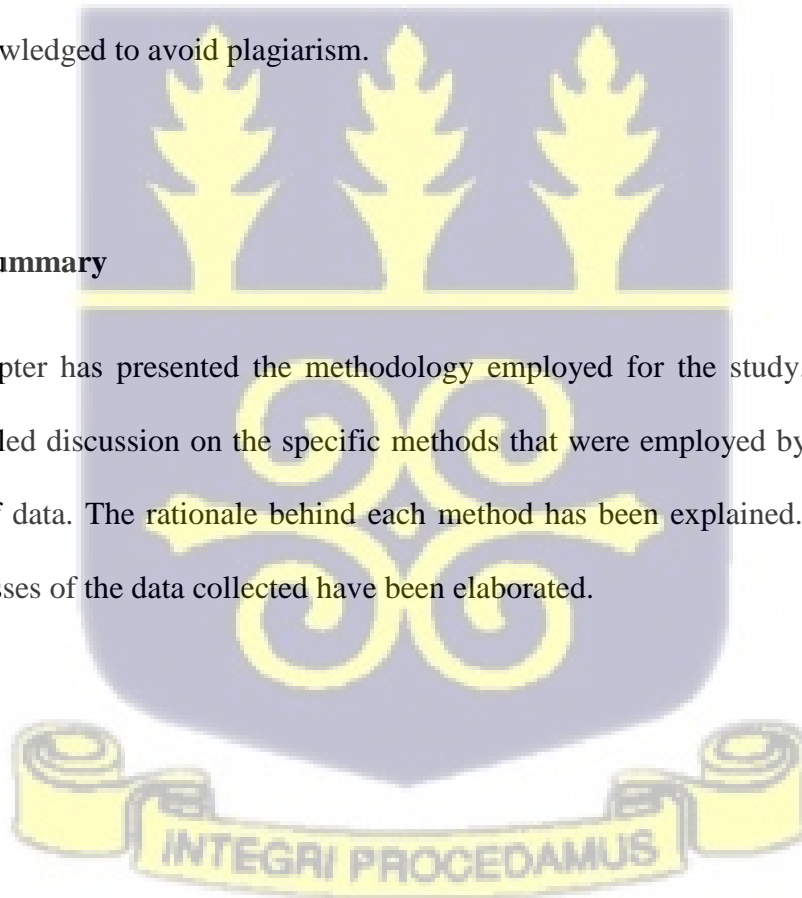 wledged to avoid plagiarism.
ummary
pter has presented the methodology employed for the study.
led discussion on the specific methods that were employed by
f data. The rationale behind each method has been explained.
sses of the data collected have been elaborated.
INTEGRI PROCEDAMUS